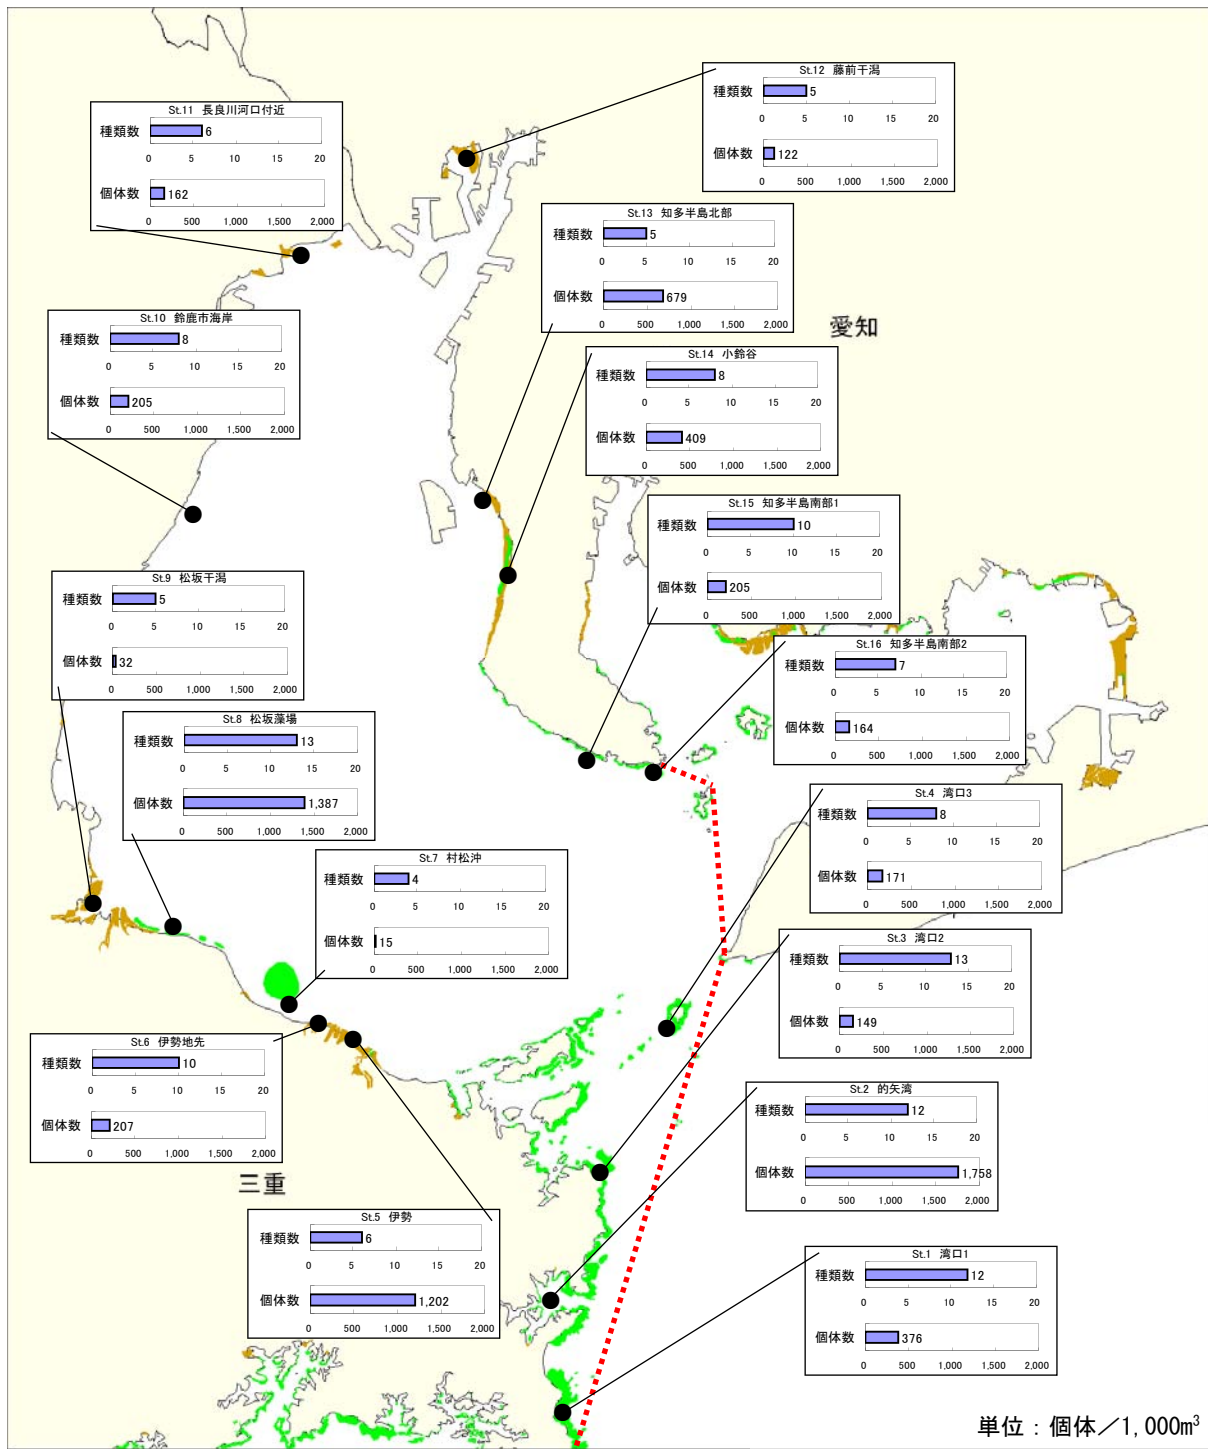 St.12 藤前干潟
種類数 5
0 5 10 15 20
個体数 122
0 500 1,000 1,500 2,000
St.11 長良川河口付近
種類数 6
0 5 10 15 20
個体数 162
0 500 1,000 1,500 2,000
St.13 知多半島北部
種類数 5
0 5 10 15 20
個体数 679
0 500 1,000 1,500 2,000
愛知
St.10 鈴鹿市海岸
種類数 8
0 5 10 15 20
個体数 205
0 500 1,000 1,500 2,000
St.14 小鈴谷
種類数 8
0 5 10 15 20
個体数 409
0 500 1,000 1,500 2,000
St.15 知多半島南部1
種類数 10
0 5 10 15 20
個体数 205
0 500 1,000 1,500 2,000
St.9 松坂干潟
種類数 5
0 5 10 15 20
個体数 32
0 500 1,000 1,500 2,000
St.16 知多半島南部2
種類数 7
0 5 10 15 20
個体数 164
0 500 1,000 1,500 2,000
St.8 松坂藻場
種類数 13
0 5 10 15 20
個体数 1,387
0 500 1,000 1,500 2,000
St.4 湾口3
種類数 8
0 5 10 15 20
個体数 171
0 500 1,000 1,500 2,000
St.7 村松沖
種類数 4
0 5 10 15 20
個体数 15
0 500 1,000 1,500 2,000
St.3 湾口2
種類数 13
0 5 10 15 20
個体数 149
0 500 1,000 1,500 2,000
St.6 伊勢地先
種類数 10
0 5 10 15 20
個体数 207
0 500 1,000 1,500 2,000
三重
St.2 的矢湾
種類数 12
0 5 10 15 20
個体数 1,758
0 500 1,000 1,500 2,000
St.5 伊勢
種類数 6
0 5 10 15 20
個体数 1,202
0 500 1,000 1,500 2,000
St.1 湾口1
種類数 12
0 5 10 15 20
個体数 376
0 500 1,000 1,500 2,000
単位：個体／1,000m³